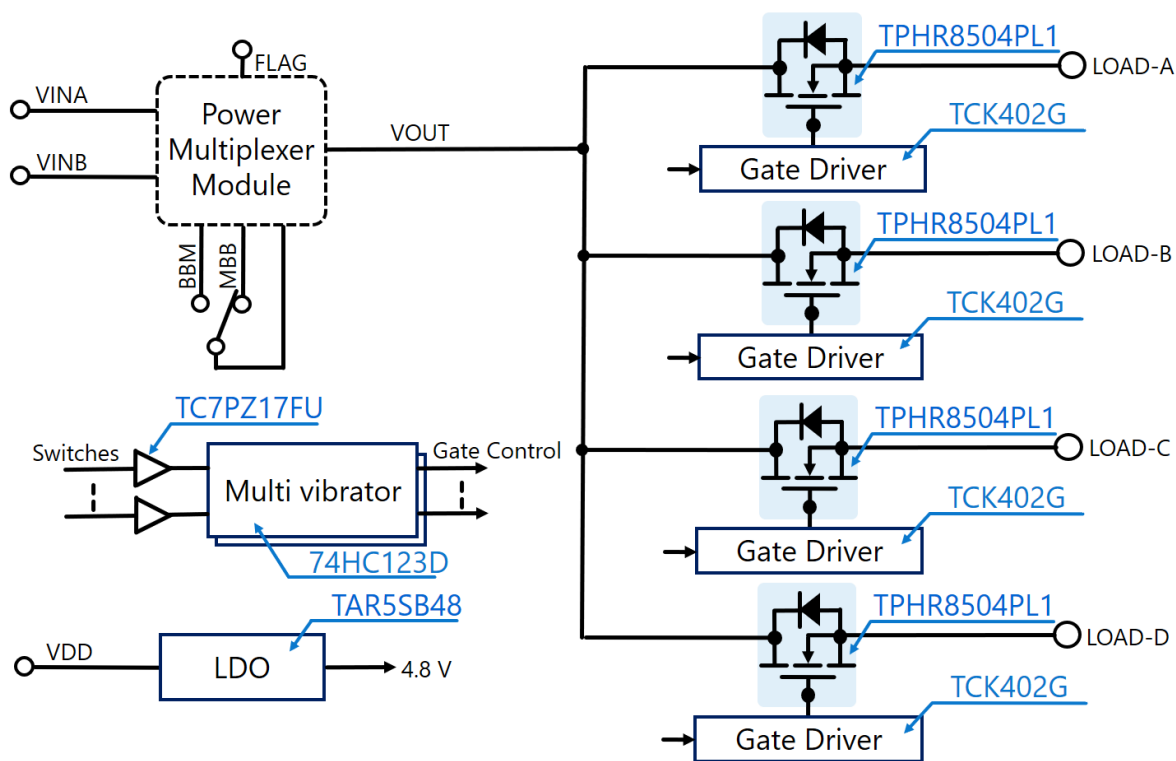 FLAG
VINA
VINB
Power
Multiplexer
Module
VOUT
BBM
MBB
TPHR8504PL1
LOAD-A
TCK402G
Gate Driver
TPHR8504PL1
LOAD-B
TCK402G
Gate Driver
TPHR8504PL1
LOAD-C
TCK402G
Gate Driver
TPHR8504PL1
LOAD-D
TCK402G
Gate Driver
TC7PZ17FU
Switches
Gate Control
Multi vibrator
74HC123D
TAR5SB48
VDD
LDO
4.8 V